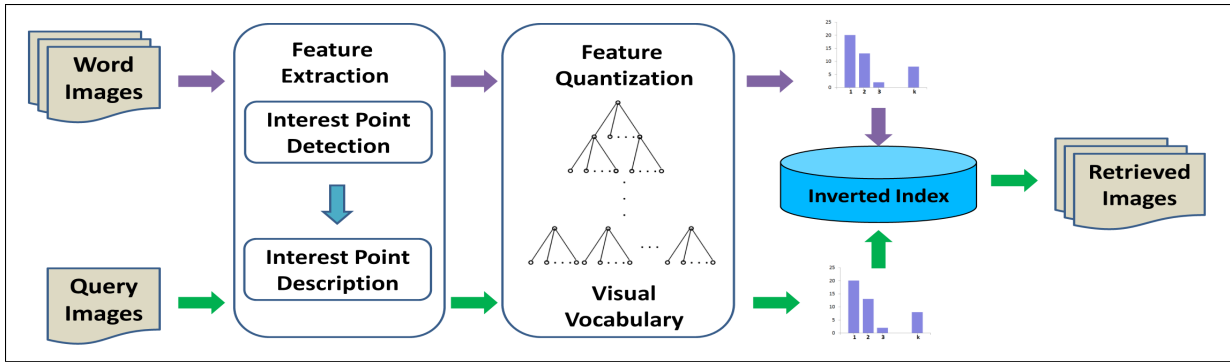 Word
Images
Feature
Extraction
Interest Point
Detection
Interest Point
Description
Feature
Quantization
Visual
Vocabulary
25
20
15
10
5
0
1 2 3 k
Inverted Index
Retrieved
Images
Query
Images
25
20
15
10
5
0
1 2 3 k